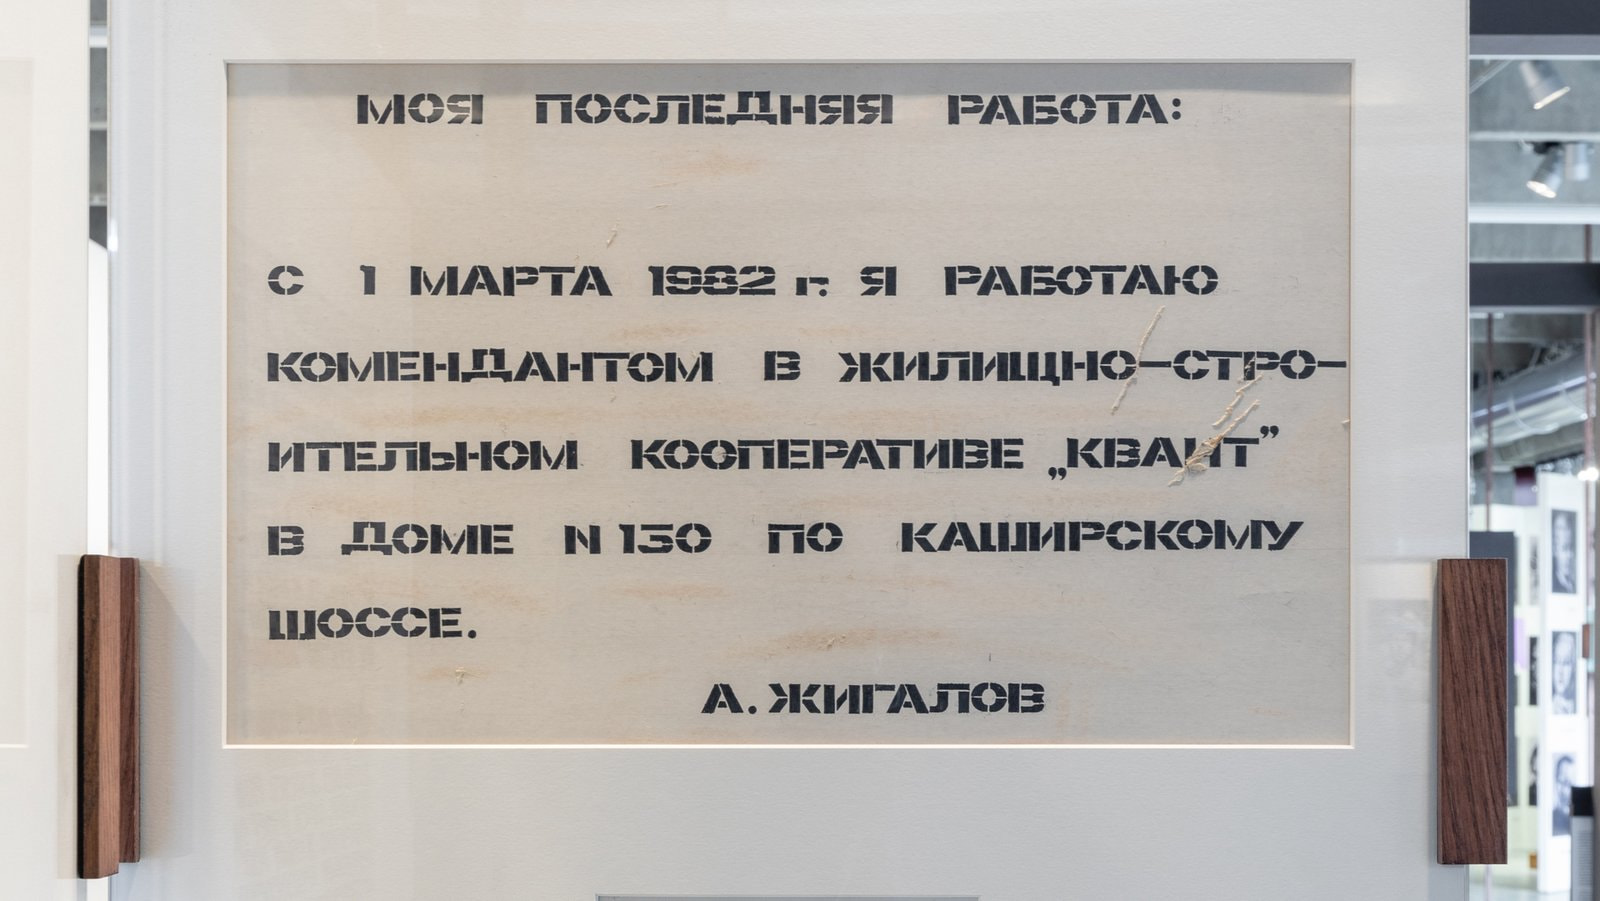 МОЯ ПОСЛЕДНЯЯ РАБОТА:
С 1 МАРТА 1982 г. Я РАБОТАЮ
КОМЕНДАНТОМ В ЖИЛИЩНО-СТРО-
ИТЕЛЬНОМ КООПЕРАТИВЕ „КВАНТ”
В ДОМЕ N 130 ПО КАШИРСКОМУ
ШОССЕ.
А. ЖИГАЛОВ